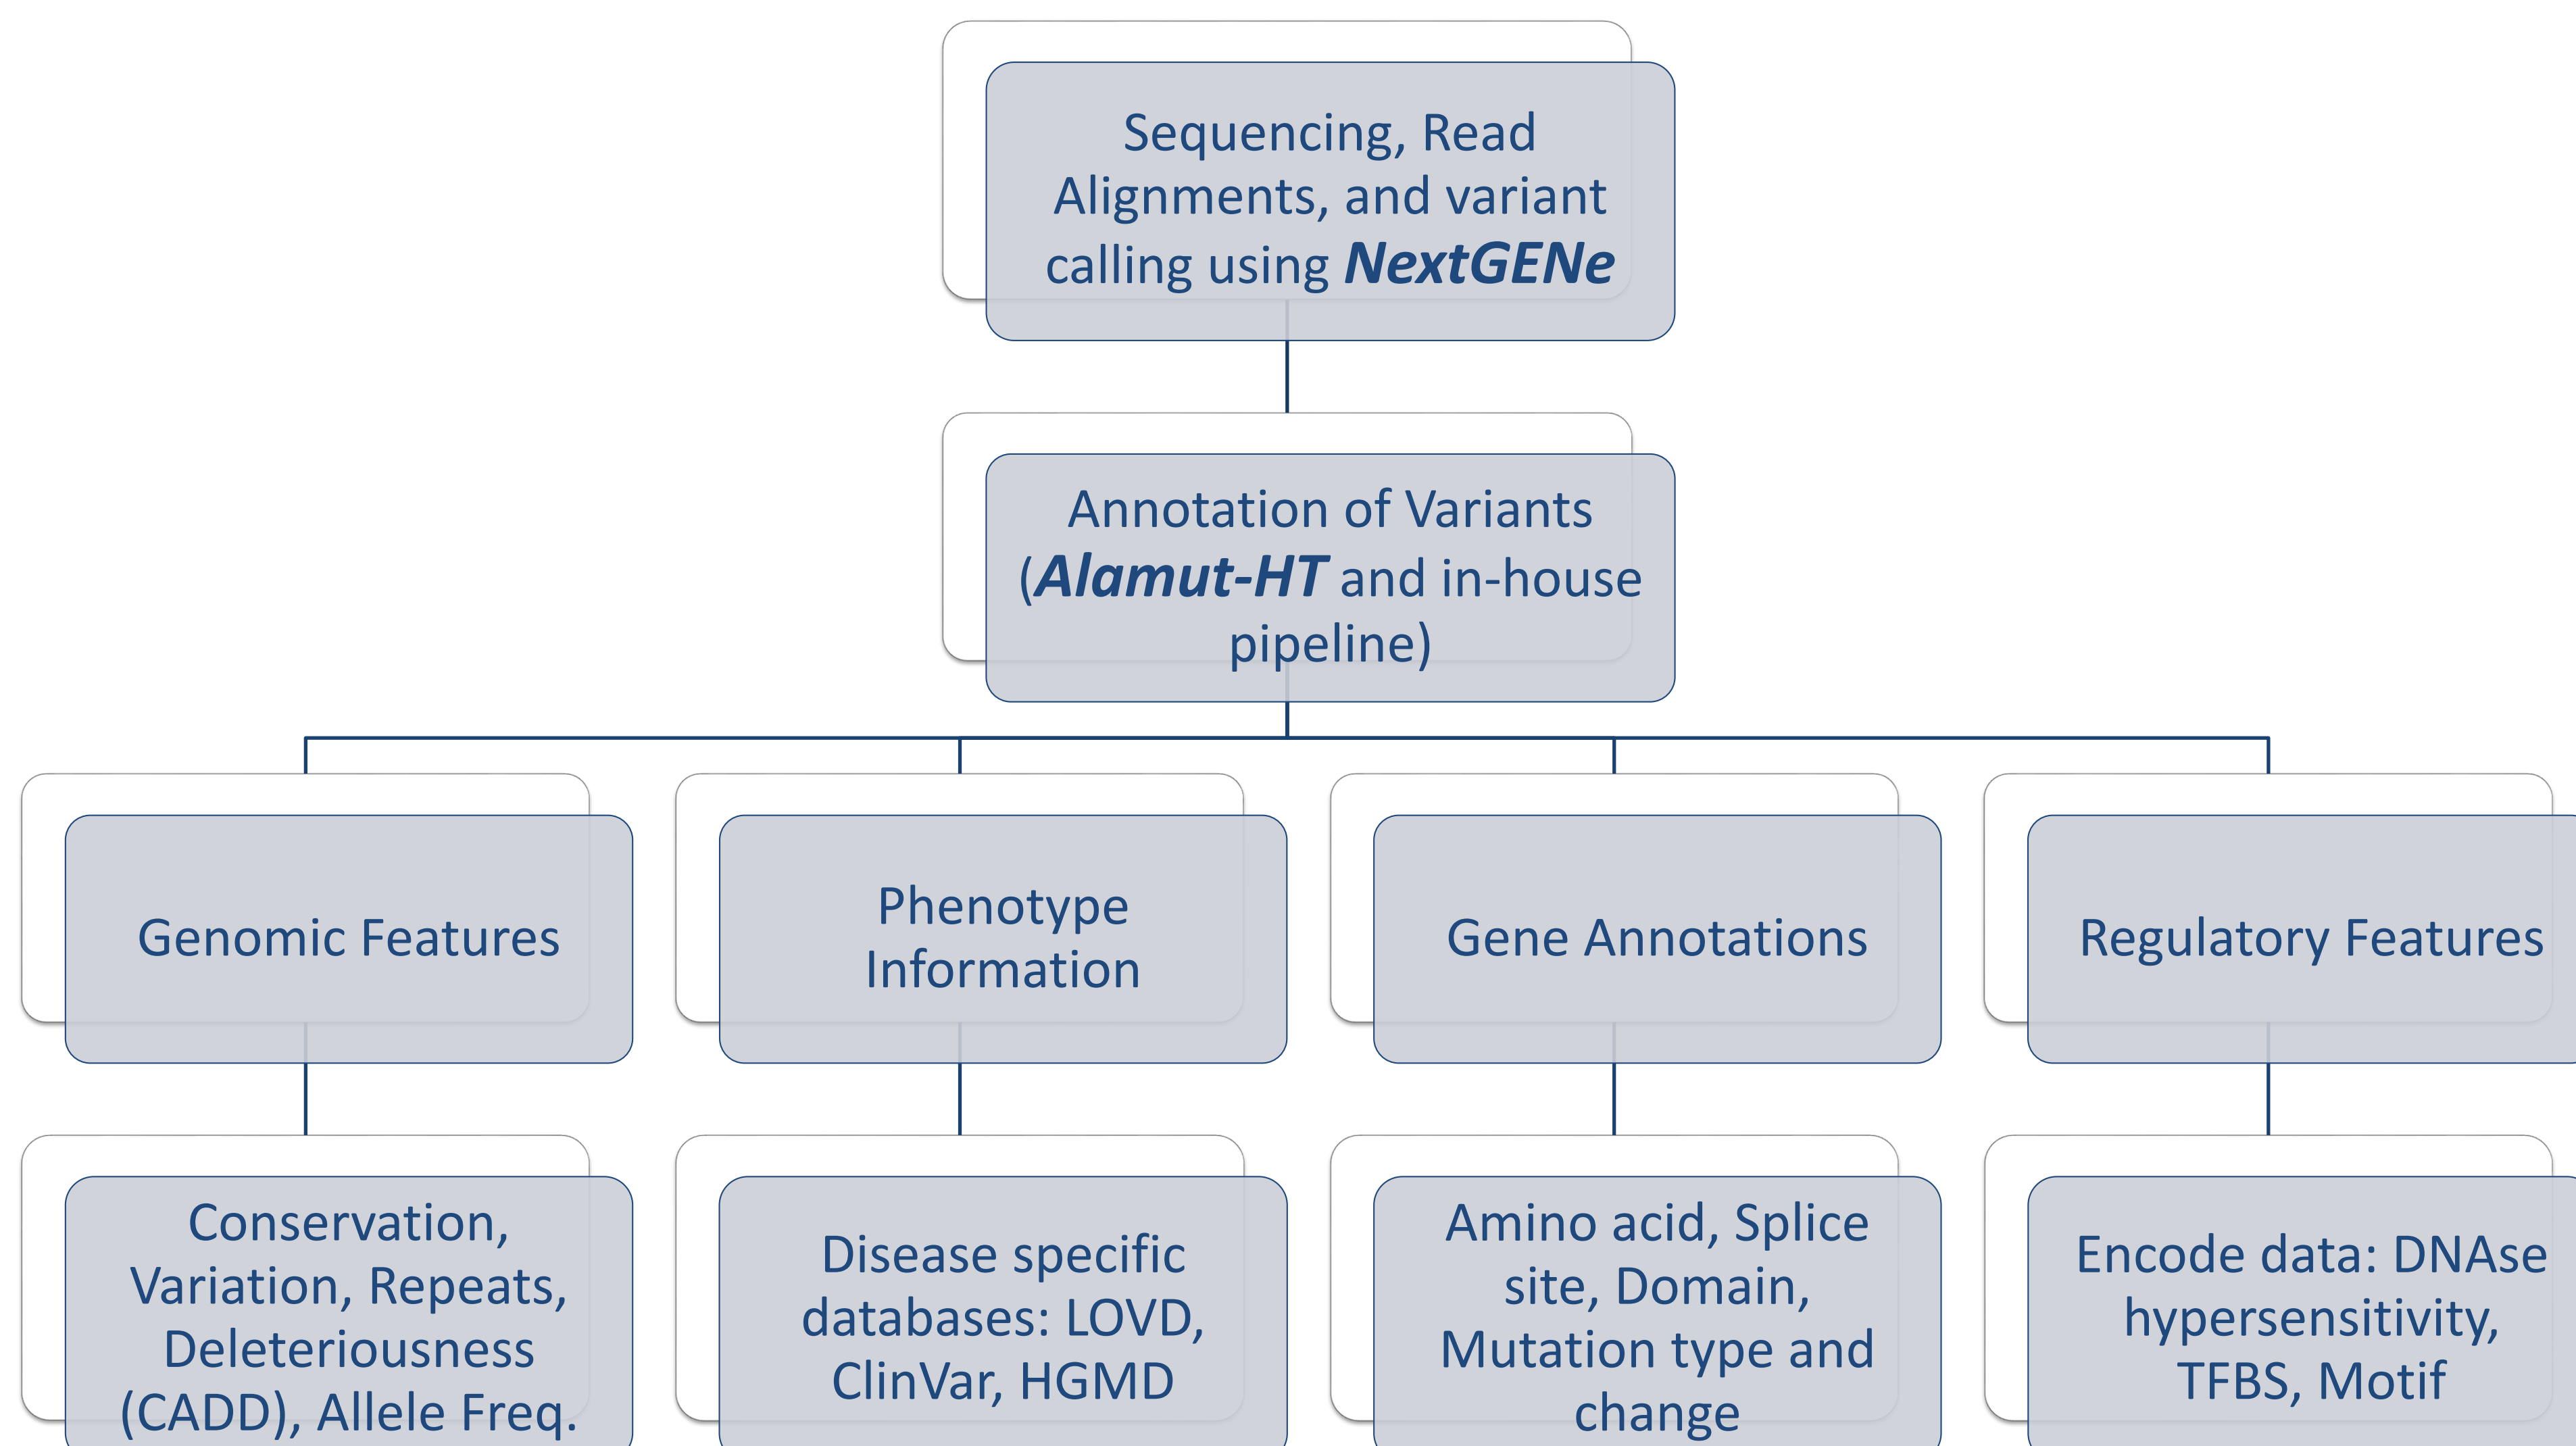 Sequencing, Read
Alignments, and variant
calling using NextGENe
Annotation of Variants
(Alamut-HT and in-house
pipeline)
Genomic Features
Phenotype
Information
Gene Annotations
Regulatory Features
Conservation,
Variation, Repeats,
Deleteriousness
(CADD), Allele Freq.
Disease specific
databases: LOVD,
ClinVar, HGMD
Amino acid, Splice
site, Domain,
Mutation type and
change
Encode data: DNAse
hypersensitivity,
TFBS, Motif